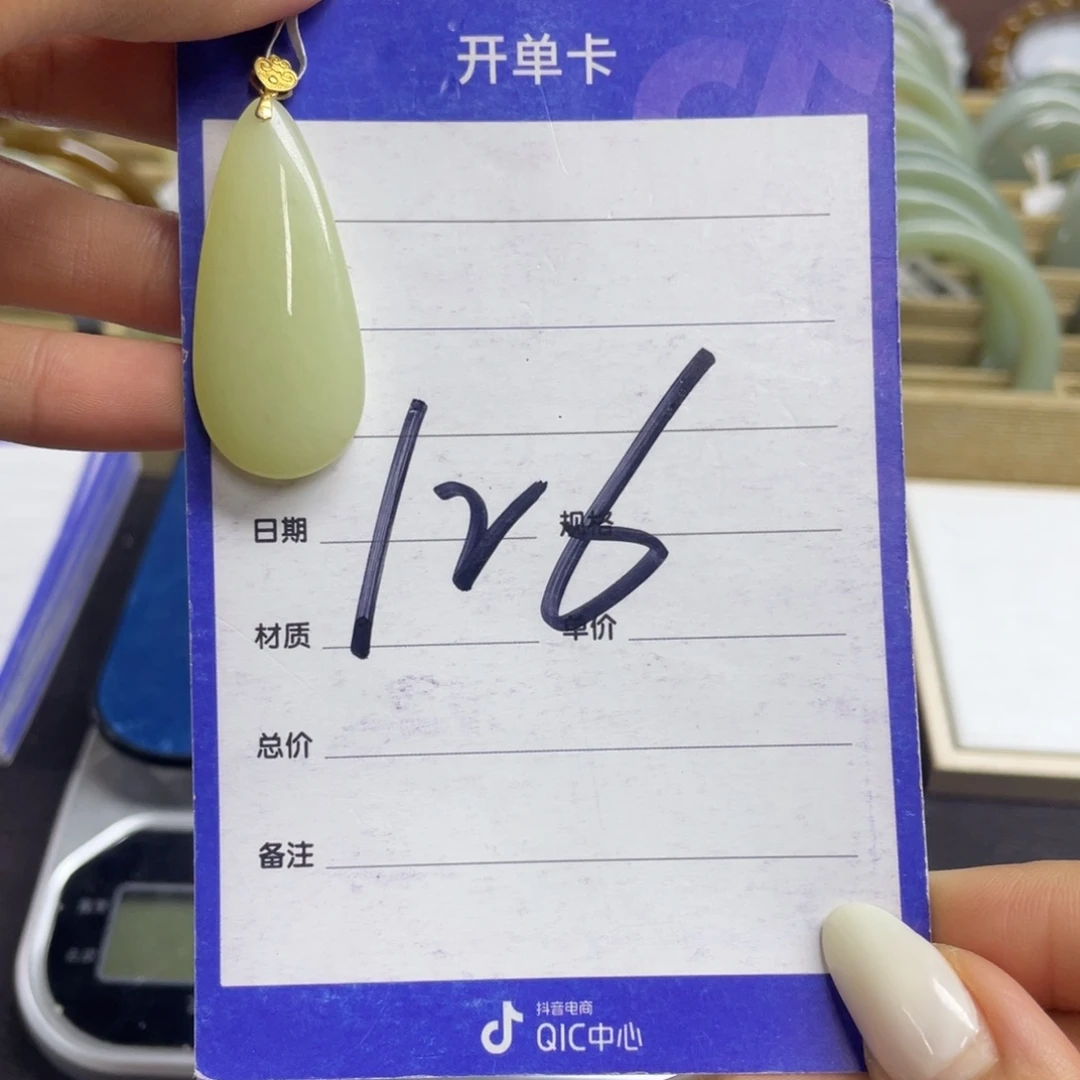 开单卡
126
日期 规格
材质 单价
总价
备注
抖音电商
QIC中心